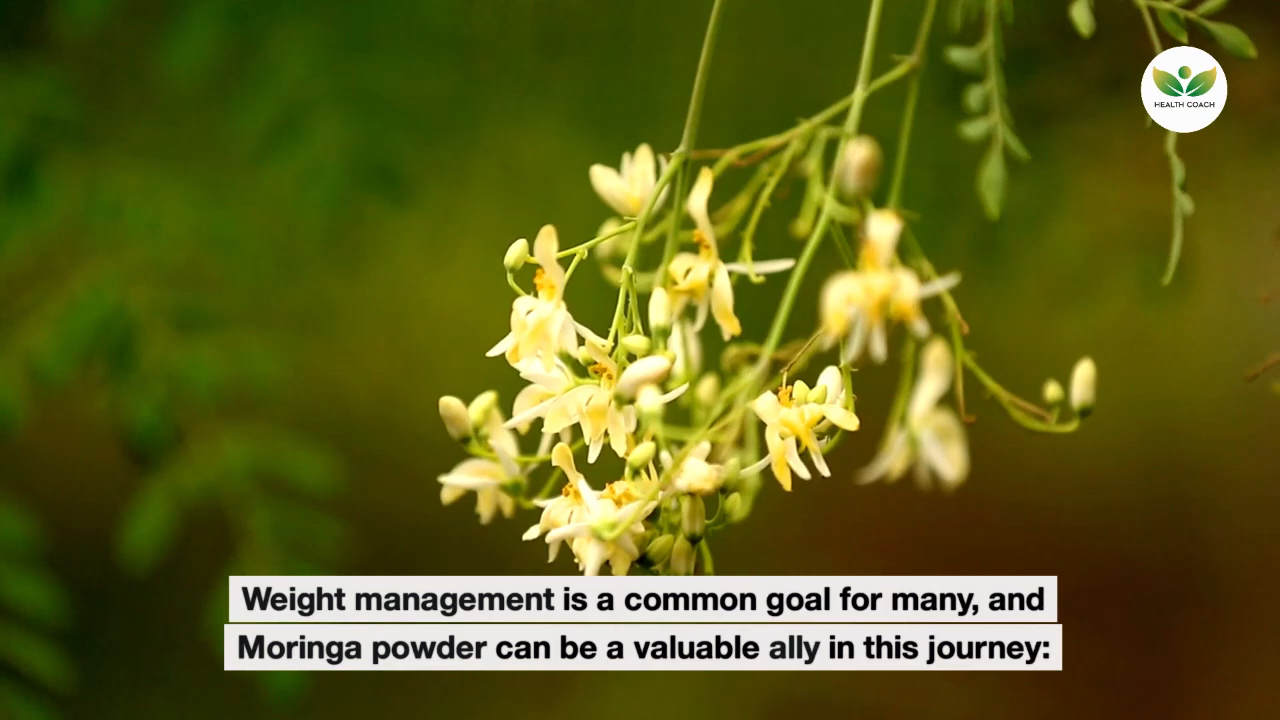 HEALTH COACH
Weight management is a common goal for many, and
Moringa powder can be a valuable ally in this journey: